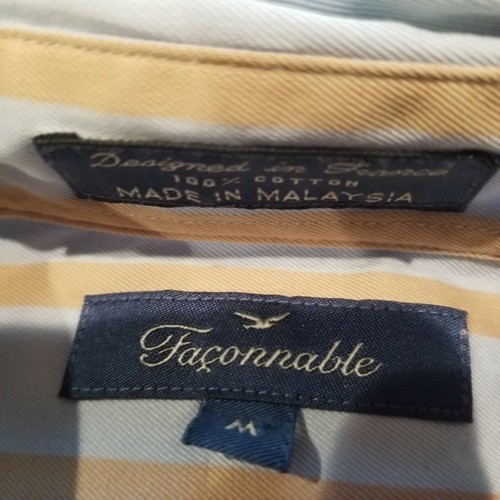 Designed in France
100% COTTON
MADE IN MALAYSIA
Façonnable
M